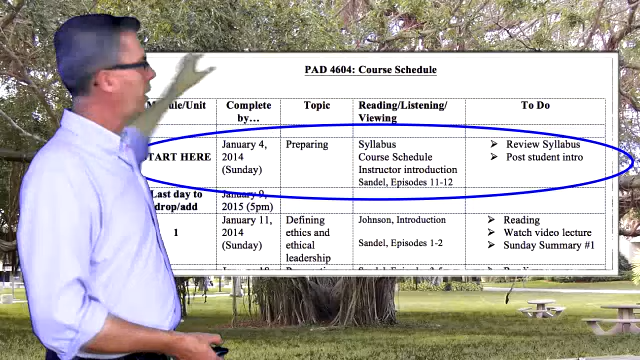 PAD 4604: Course Schedule
Module/Unit Complete by… Topic Reading/Listening/Viewing To Do
START HERE
January 4,
2014
(Sunday)
Preparing
Syllabus
Course Schedule
Instructor introduction
Sandel, Episodes 11-12
➢ Review Syllabus
➢ Post student intro
Last day to
drop/add
January 9,
2015 (5pm)
1
January 11,
2014
(Sunday)
Defining
ethics and
ethical
leadership
Johnson, Introduction
Sandel, Episodes 1-2
➢ Reading
➢ Watch video lecture
➢ Sunday Summary #1